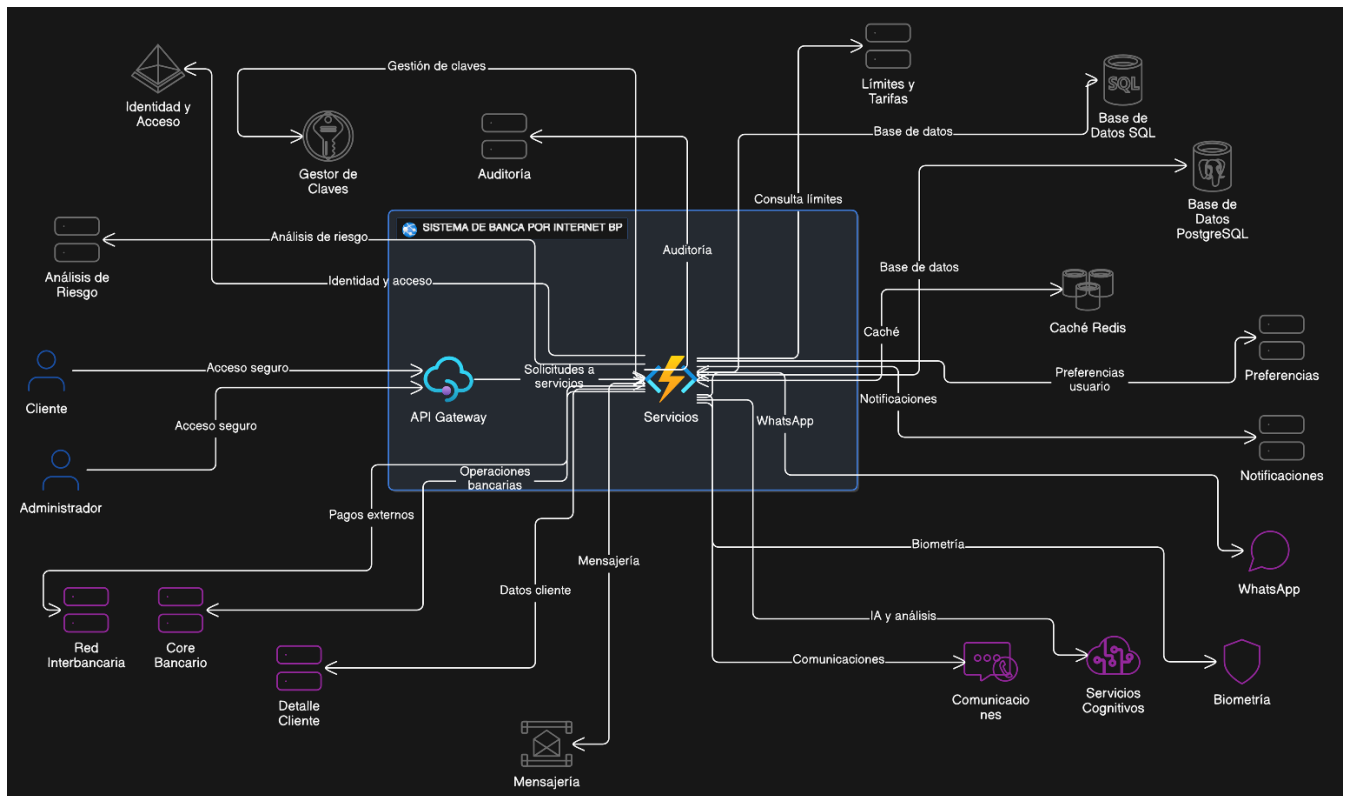 Gestión de claves
Identidad y
Acceso
Gestor de
Claves
Auditoría
Límites y
Tarifas
SQL
Base de
Datos SQL
Base de datos
Base de
Datos
PostgreSQL
Consulta límites
SISTEMA DE BANCA POR INTERNET BP
Análisis de riesgo
Auditoría
Análisis de
Riesgo
Identidad y acceso
Base de datos
Caché
Caché Redis
Acceso seguro
Solicitudes a
servicios
Preferencias
usuario
Preferencias
Cliente
API Gateway
Servicios
Notificaciones
WhatsApp
Acceso seguro
Administrador
Operaciones
bancarias
Notificaciones
Pagos externos
Biometría
Mensajería
Datos cliente
WhatsApp
Red
Interbancaria
Core
Bancario
IA y análisis
Comunicaciones
Detalle
Cliente
Comunicacio
nes
Servicios
Cognitivos
Biometría
Mensajería